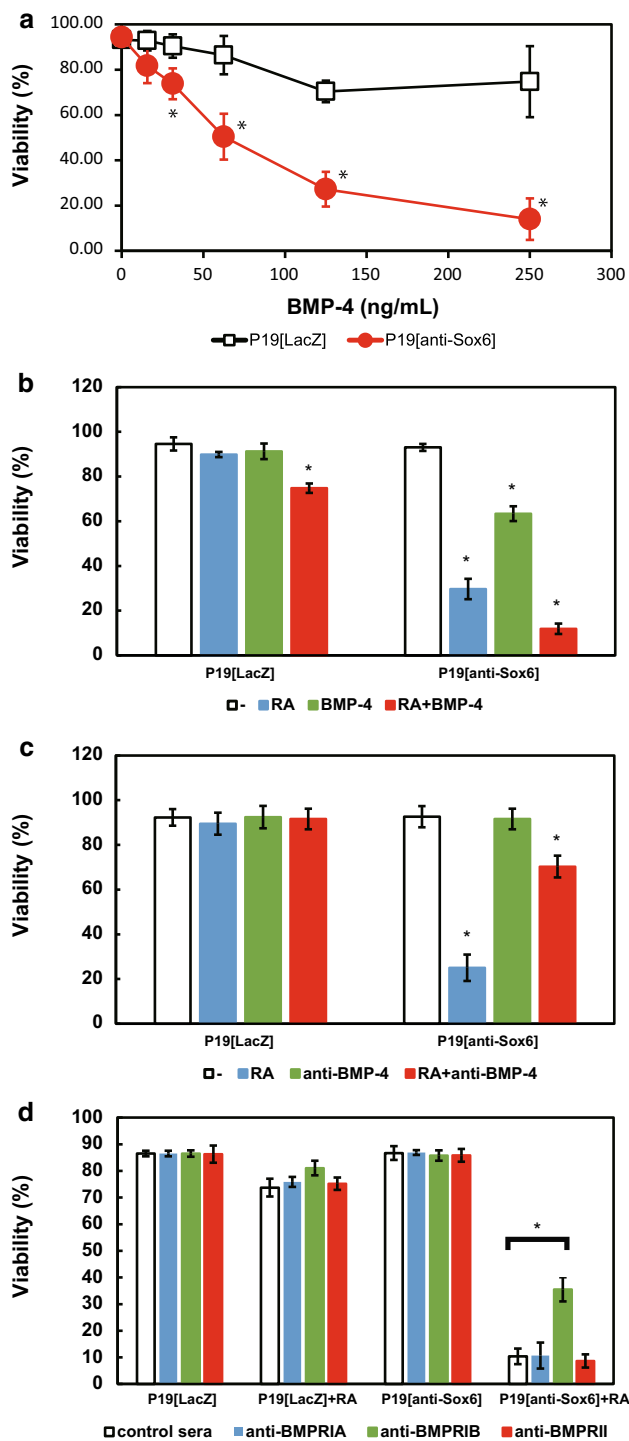 a
Viability (%)
100.00
80.00
60.00
40.00
20.00
0.00
* * * *
0 50 100 150 200 250 300
BMP-4 (ng/mL)
P19[LacZ] P19[anti-Sox6]
b
Viability (%)
120
100
80
60
40
20
0
* * * *
P19[LacZ] P19[anti-Sox6]
- RA BMP-4 RA+BMP-4
c
Viability (%)
120
100
80
60
40
20
0
* *
P19[LacZ] P19[anti-Sox6]
- RA anti-BMP-4 RA+anti-BMP-4
d
Viability (%)
100
90
80
70
60
50
40
30
20
10
0
*
P19[LacZ] P19[LacZ]+RA P19[anti-Sox6] P19[anti-Sox6]+RA
control sera anti-BMPRIA anti-BMPRIB anti-BMPRII